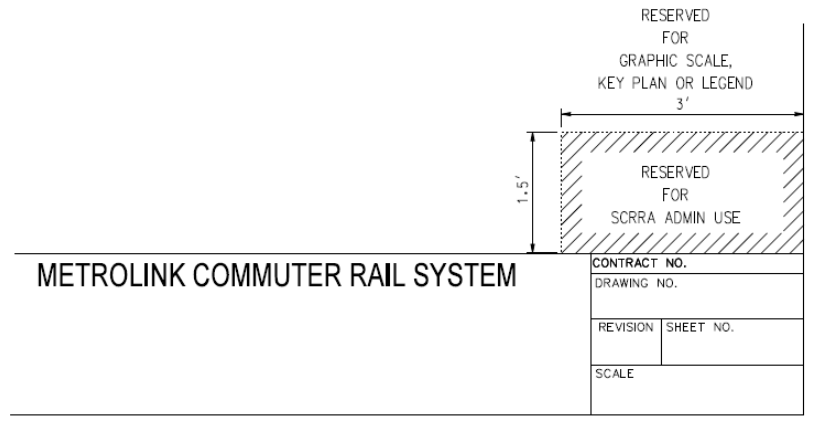 RESERVED
FOR
GRAPHIC SCALE,
KEY PLAN OR LEGEND
3'
1.5'
RESERVED
FOR
SCRRA ADMIN USE
METROLINK COMMUTER RAIL SYSTEM
CONTRACT NO.
DRAWING NO.
REVISION
SHEET NO.
SCALE